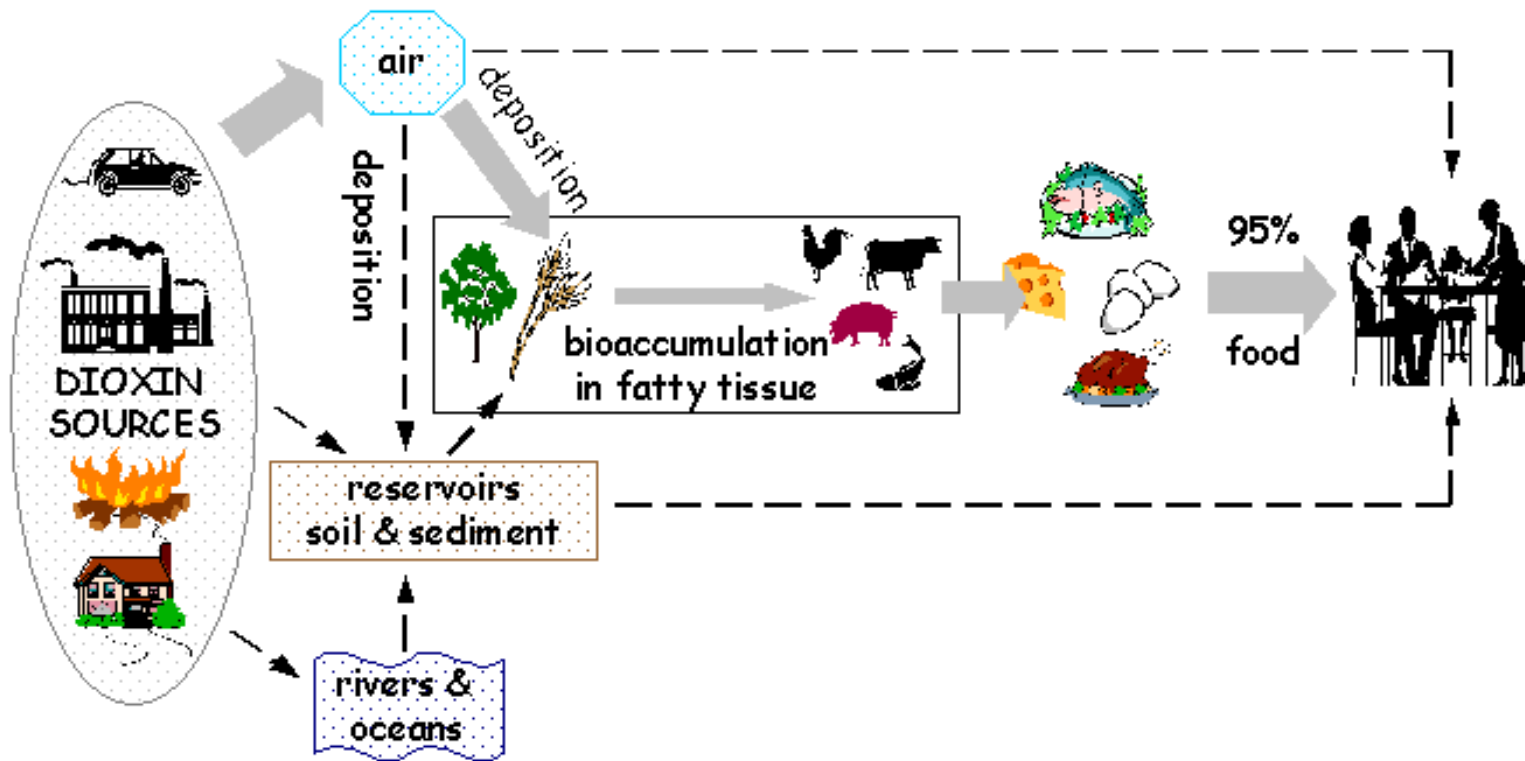 air
deposition
deposition
DIOXIN
SOURCES
bioaccumulation
in fatty tissue
95%
food
reservoirs
soil & sediment
rivers &
oceans